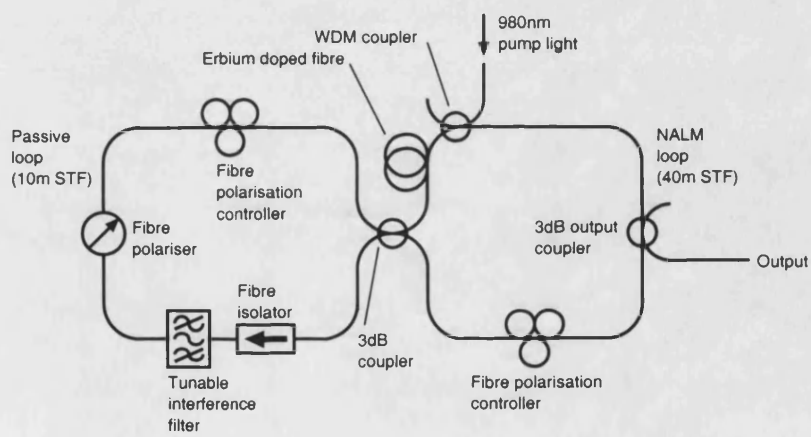 980nm
pump light
WDM coupler
Erbium doped fibre
Passive
loop
(10m STF)
NALM
loop
(40m STF)
Fibre
polarisation
controller
Fibre
polariser
3dB output
coupler
Output
Fibre
isolator
3dB
coupler
Tunable
interference
filter
Fibre polarisation
controller